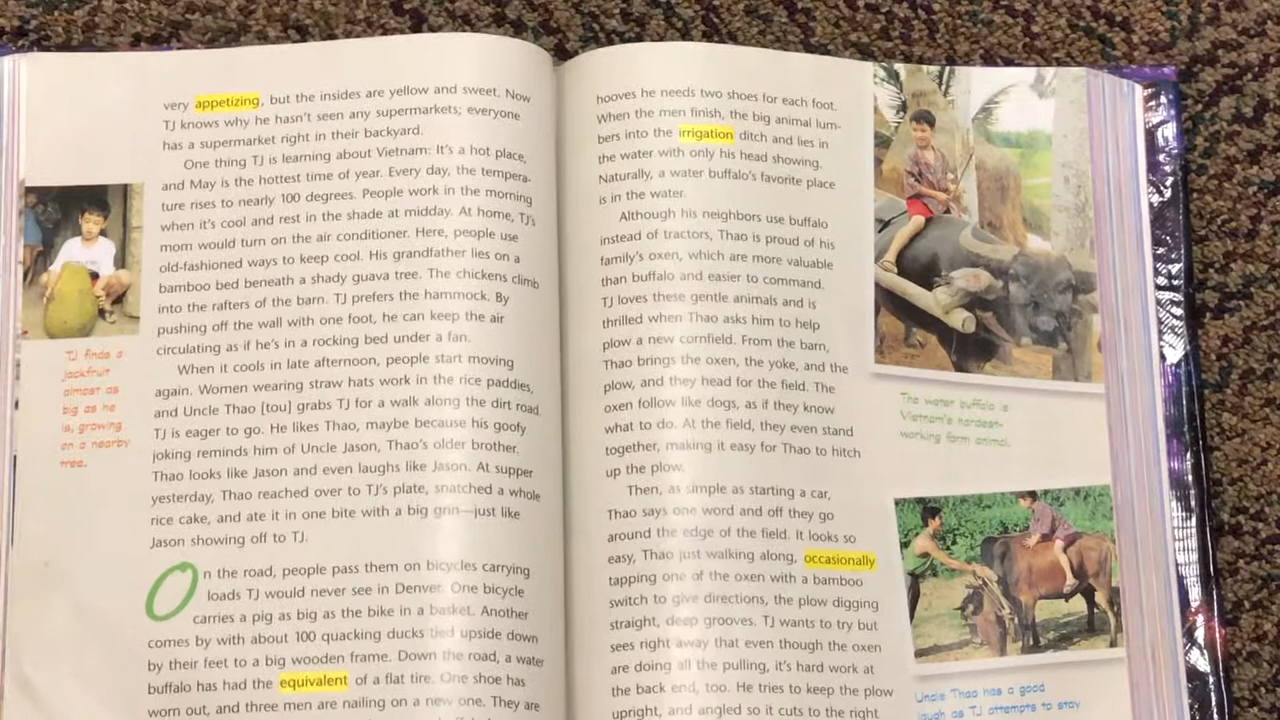 very appetizing, but the insides are yellow and sweet. Now
TJ knows why he hasn't seen any supermarkets; everyone
has a supermarket right in their backyard.
One thing TJ is learning about Vietnam: It's a hot place,
and May is the hottest time of year. Every day, the tempera-
ture rises to nearly 100 degrees. People work in the morning
when it's cool and rest in the shade at midday. At home, TJ's
mom would turn on the air conditioner. Here, people use
old-fashioned ways to keep cool. His grandfather lies on a
bamboo bed beneath a shady guava tree. The chickens climb
into the rafters of the barn. TJ prefers the hammock. By
pushing off the wall with one foot, he can keep the air
circulating as if he's in a rocking bed under a fan.
When it cools in late afternoon, people start moving
again. Women wearing straw hats work in the rice paddies,
and Uncle Thao [tou] grabs TJ for a walk along the dirt road.
TJ is eager to go. He likes Thao, maybe because his goofy
joking reminds him of Uncle Jason, Thao's older brother.
Thao looks like Jason and even laughs like Jason. At supper
yesterday, Thao reached over to TJ's plate, snatched a whole
rice cake, and ate it in one bite with a big grin—just like
Jason showing off to TJ.
On the road, people pass them on bicycles carrying
loads TJ would never see in Denver. One bicycle
carries a pig as big as the bike in a basket. Another
comes by with about 100 quacking ducks tied upside down
by their feet to a big wooden frame. Down the road, a water
buffalo has had the equivalent of a flat tire. One shoe has
worn out, and three men are nailing on a new one. They are
TJ finds a
jackfruit
almost as
big as he
is, growing
on a nearby
tree.
hooves he needs two shoes for each foot.
When the men finish, the big animal lum-
bers into the irrigation ditch and lies in
the water with only his head showing.
Naturally, a water buffalo's favorite place
is in the water.
Although his neighbors use buffalo
instead of tractors, Thao is proud of his
family's oxen, which are more valuable
than buffalo and easier to command.
TJ loves these gentle animals and is
thrilled when Thao asks him to help
plow a new cornfield. From the barn,
Thao brings the oxen, the yoke, and the
plow, and they head for the field. The
oxen follow like dogs, as if they know
what to do. At the field, they even stand
together, making it easy for Thao to hitch
up the plow.
Then, as simple as starting a car,
Thao says one word and off they go
around the edge of the field. It looks so
easy, Thao just walking along, occasionally
tapping one of the oxen with a bamboo
switch to give directions, the plow digging
straight, deep grooves. TJ wants to try but
sees right away that even though the oxen
are doing all the pulling, it's hard work at
the back end, too. He tries to keep the plow
upright, and angled so it cuts to the right
The water buffalo is
Vietnam's hardest-
working farm animal.
Uncle Thao has a good
laugh as TJ attempts to stay